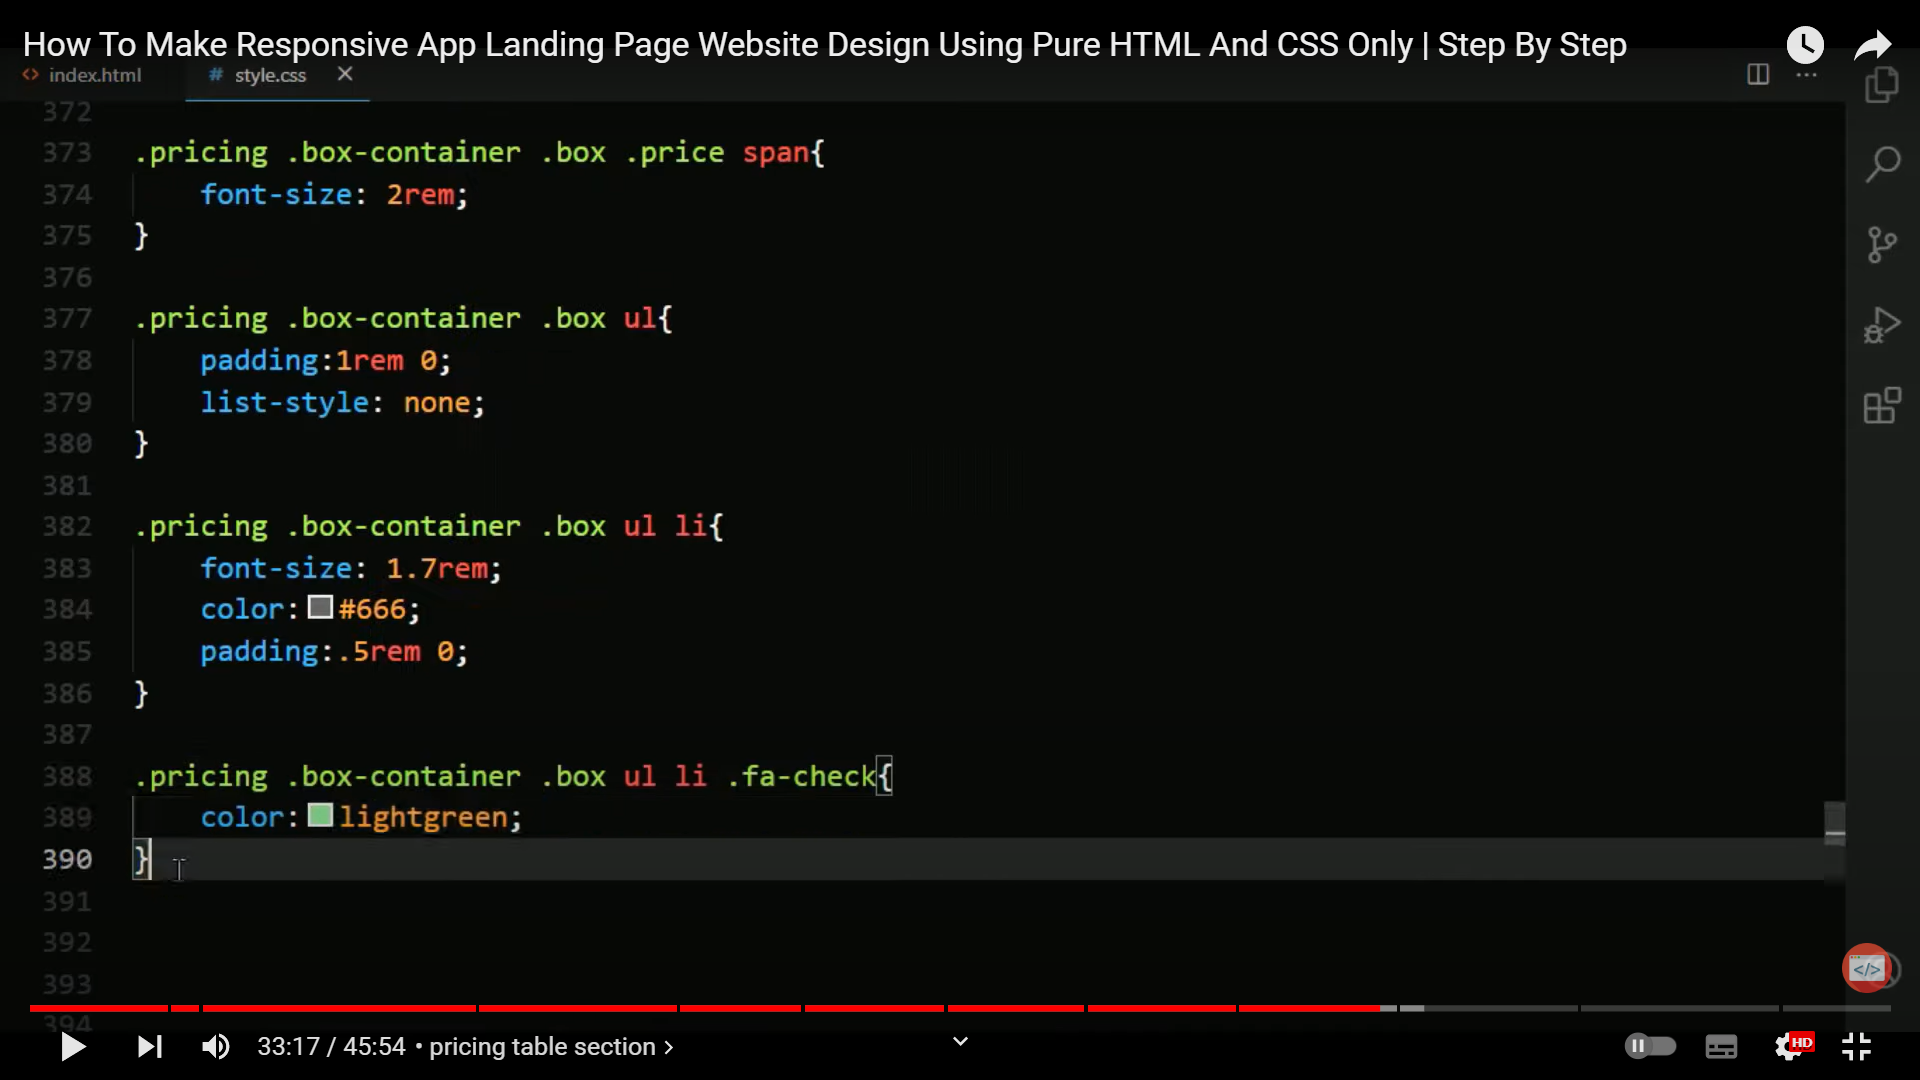 How To Make Responsive App Landing Page Website Design Using Pure HTML And CSS Only | Step By Step
<> index.html # style.css
372
373 .pricing .box-container .box .price span{
374 font-size: 2rem;
375 }
376
377 .pricing .box-container .box ul{
378 padding:1rem 0;
379 list-style: none;
380 }
381
382 .pricing .box-container .box ul li{
383 font-size: 1.7rem;
384 color:#666;
385 padding:.5rem 0;
386 }
387
388 .pricing .box-container .box ul li .fa-check{
389 color:lightgreen;
390 }
391
392
393
394
</>
33:17 / 45:54 • pricing table section > HD